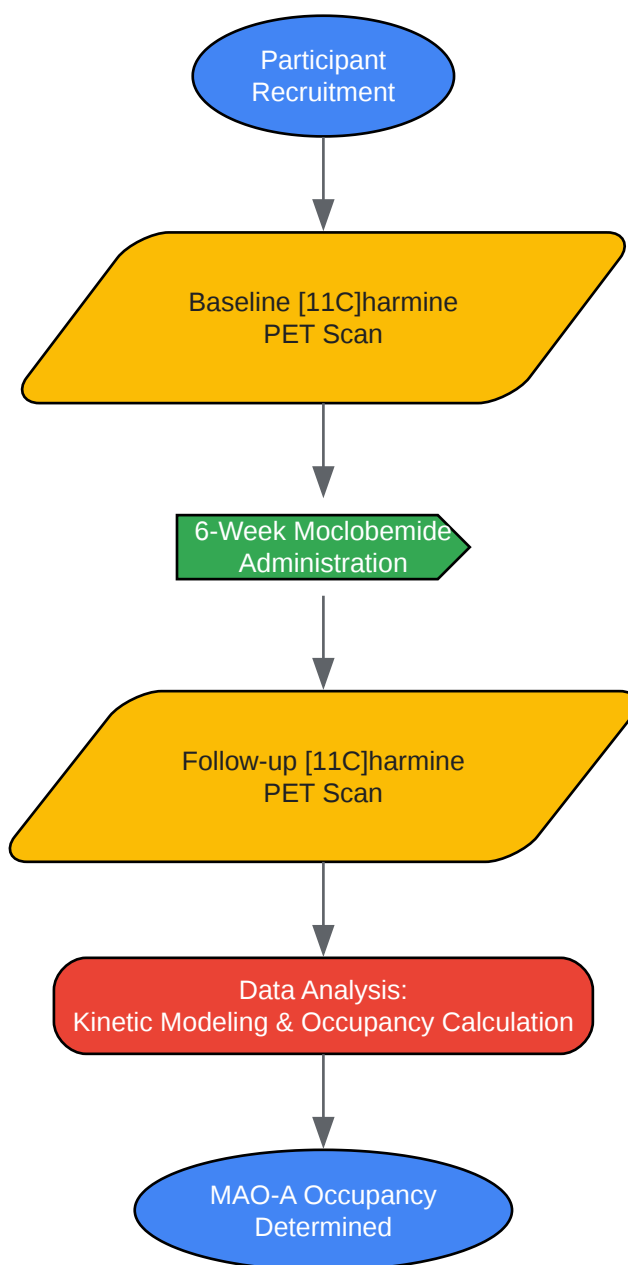 Participant
Recruitment
Baseline [11C]harmine
PET Scan
6-Week Moclobemide
Administration
Follow-up [11C]harmine
PET Scan
Data Analysis:
Kinetic Modeling & Occupancy Calculation
MAO-A Occupancy
Determined